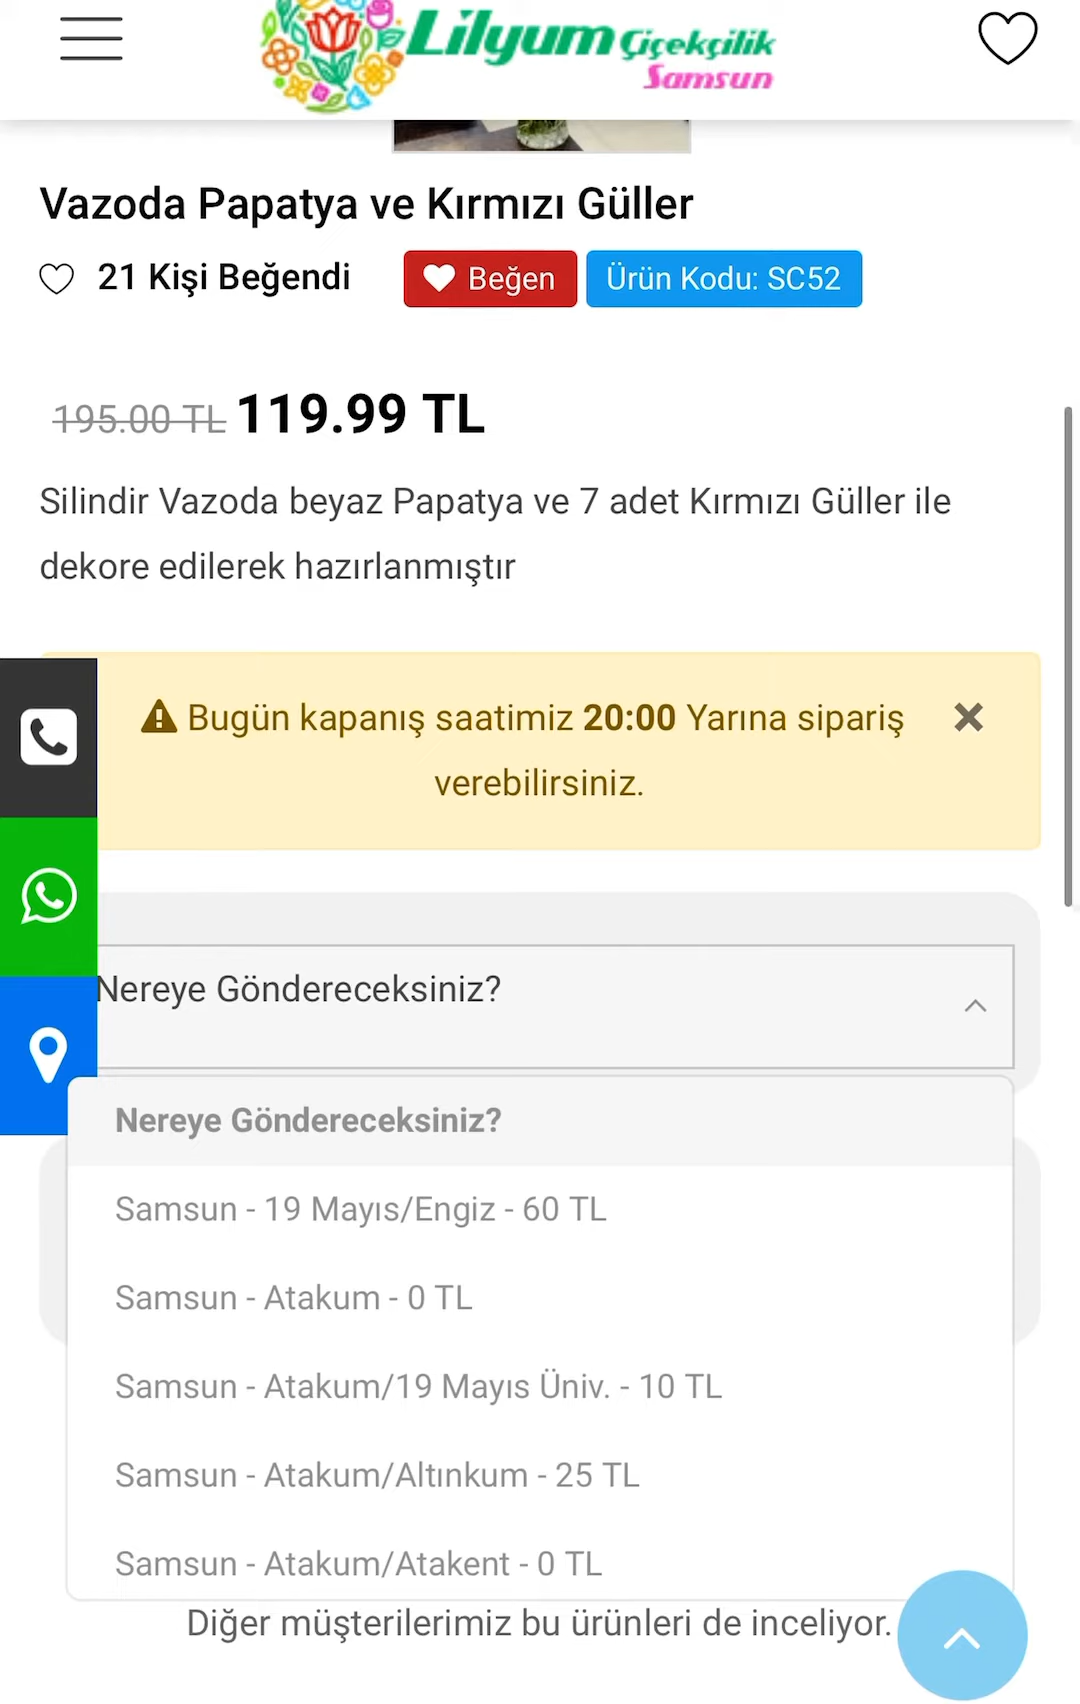 Lilyum Çiçekçilik
Samsun
Vazoda Papatya ve Kırmızı Güller
21 Kişi Beğendi
Beğen
Ürün Kodu: SC52
195.00 TL 119.99 TL
Silindir Vazoda beyaz Papatya ve 7 adet Kırmızı Güller ile
dekore edilerek hazırlanmıştır
Bugün kapanış saatimiz 20:00 Yarına sipariş
verebilirsiniz.
Nereye Göndereceksiniz?
Nereye Göndereceksiniz?
Samsun - 19 Mayıs/Engiz - 60 TL
Samsun - Atakum - 0 TL
Samsun - Atakum/19 Mayıs Üniv. - 10 TL
Samsun - Atakum/Altınkum - 25 TL
Samsun - Atakum/Atakent - 0 TL
Diğer müşterilerimiz bu ürünleri de inceliyor.